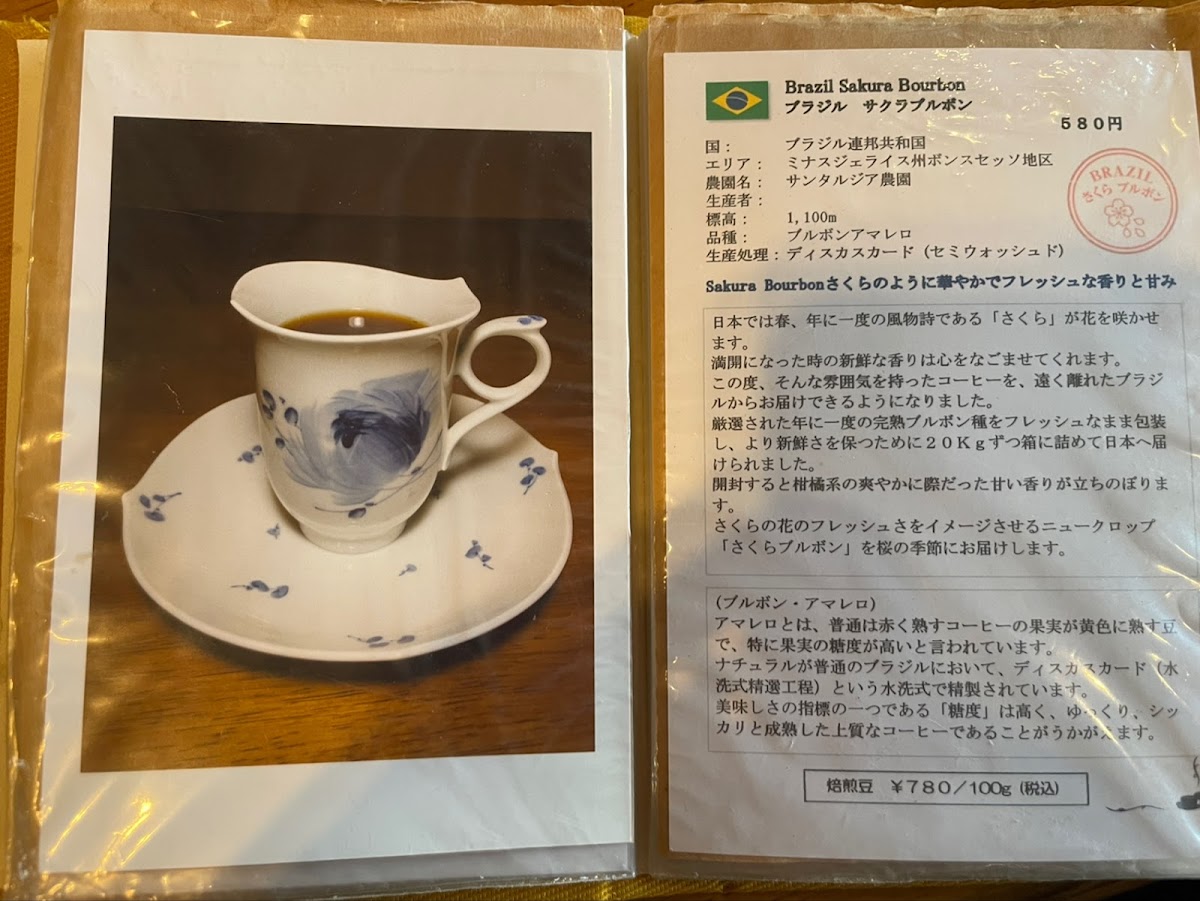 Brazil Sakura Bourbon
ブラジル サクラブルボン
580円
国: ブラジル連邦共和国
エリア: ミナスジェライス州ボンスセッソ地区
農園名: サンタルジア農園
生産者:
標高: 1,100m
品種: ブルボンアマレロ
生産処理:ディスカスカード(セミウォッシュド)
BRAZIL
さくら ブルボン
Sakura Bourbonさくらのように華やかでフレッシュな香りと甘み
日本では春、年に一度の風物詩である「さくら」が花を咲かせ
ます。
満開になった時の新鮮な香りは心をなごませてくれます。
この度、そんな雰囲気を持ったコーヒーを、遠く離れたブラジ
ルからお届けできるようになりました。
厳選された年に一度の完熟ブルボン種をフレッシュなまま包装
し、より新鮮さを保つために20Kgずつ箱に詰めて日本へ届
けられました。
開封すると柑橘系の爽やかに際だった甘い香りが立ちのぼりま
す。
さくらの花のフレッシュさをイメージさせるニュークロップ
「さくらブルボン」を桜の季節にお届けします。
(ブルボン・アマレロ)
アマレロとは、普通は赤く熟すコーヒーの果実が黄色に熟す豆
で、特に果実の糖度が高いと言われています。
ナチュラルが普通のブラジルにおいて、ディスカスカード(水
洗式精選工程)という水洗式で精製されています。
美味しさの指標の一つである「糖度」は高く、ゆっくり、シッ
カリと成熟した上質なコーヒーであることがうかがえます。
焙煎豆 ¥780/100g(税込)